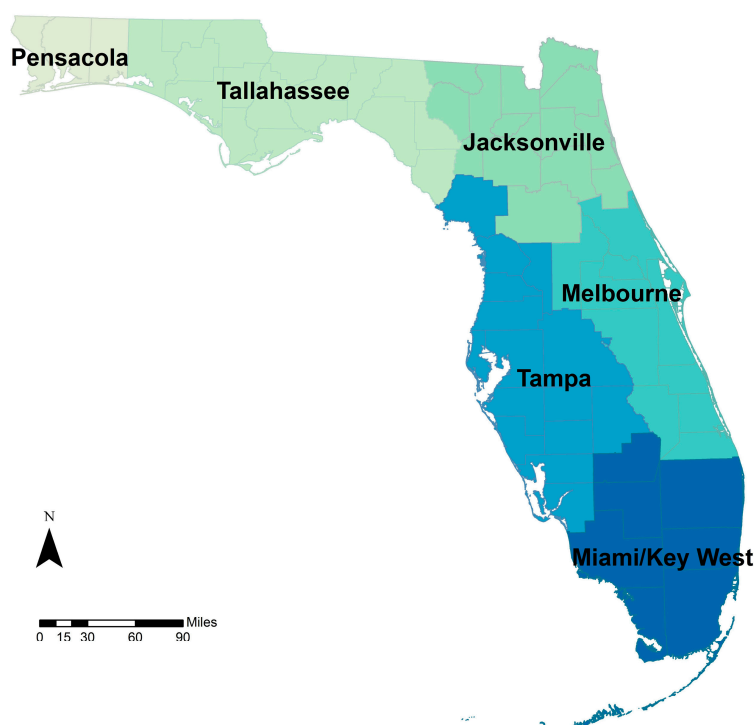 Pensacola
Tallahassee
Jacksonville
Melbourne
Tampa
N
Miami/Key West
Miles
0 15 30 60 90